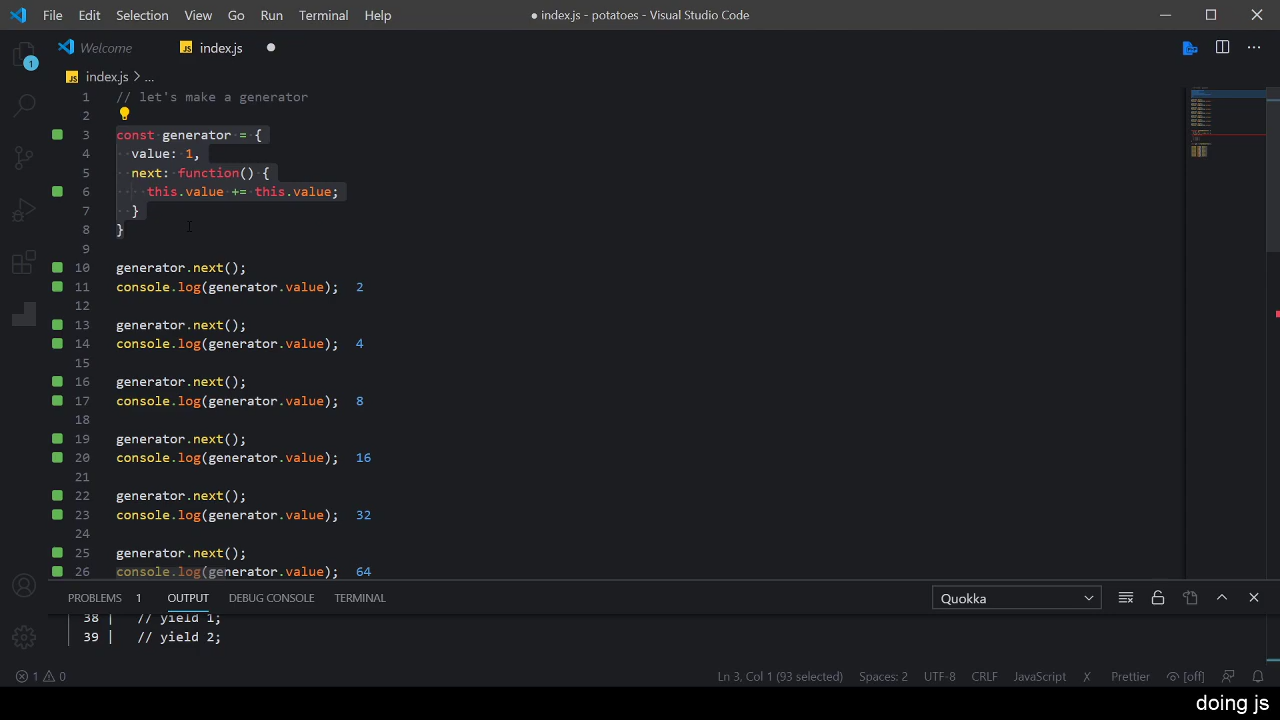 File Edit Selection View Go Run Terminal Help ● index.js - potatoes - Visual Studio Code
1 Welcome JS index.js ●
JS index.js > ...
1 // let's make a generator
2
3 const generator = {
4 value: 1,
5 next: function() {
6 this.value += this.value;
7 }
8 }
9
10 generator.next();
11 console.log(generator.value); 2
12
13 generator.next();
14 console.log(generator.value); 4
15
16 generator.next();
17 console.log(generator.value); 8
18
19 generator.next();
20 console.log(generator.value); 16
21
22 generator.next();
23 console.log(generator.value); 32
24
25 generator.next();
26 console.log(generator.value); 64
PROBLEMS 1 OUTPUT DEBUG CONSOLE TERMINAL Quokka
38 | // yield 1;
39 | // yield 2;
1 0 Ln 3, Col 1 (93 selected) Spaces: 2 UTF-8 CRLF JavaScript X Prettier [off]
doing js